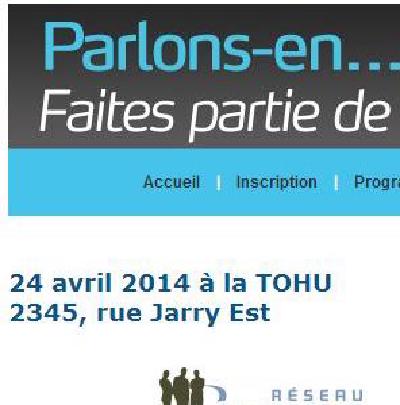 Parlons-en...
Faites partie de
Accueil | Inscription | Progra
24 avril 2014 à la TOHU
2345, rue Jarry Est
RÉSEAU